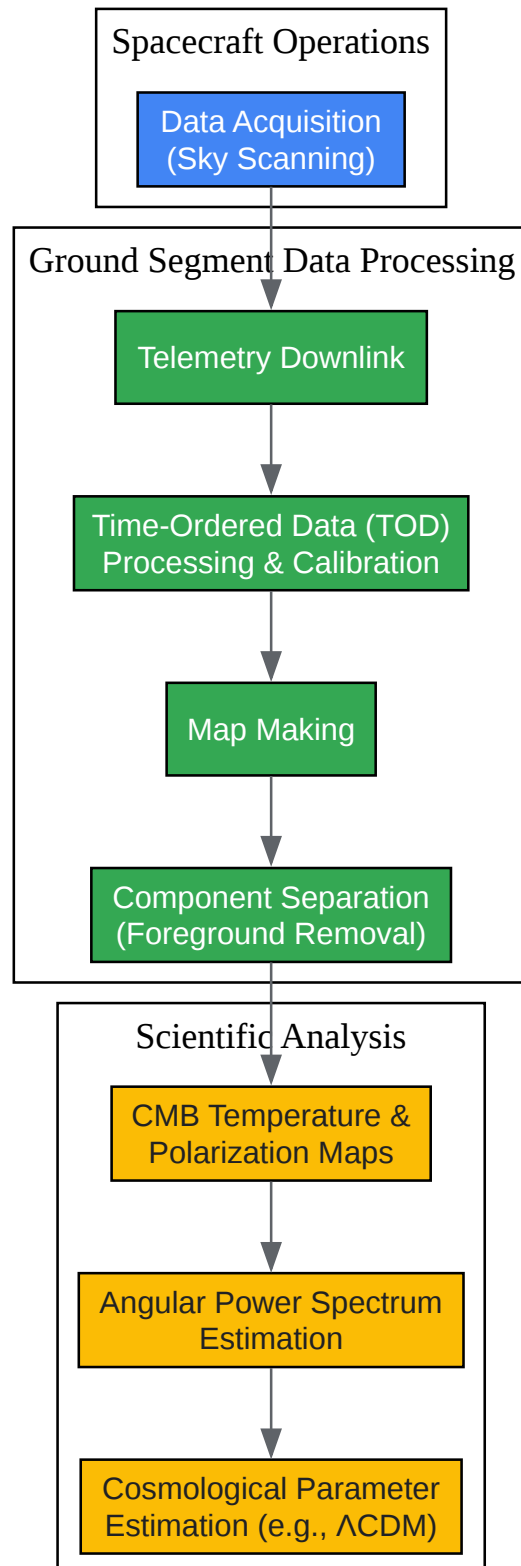 Spacecraft Operations
Data Acquisition
(Sky Scanning)
Ground Segment Data Processing
Telemetry Downlink
Time-Ordered Data (TOD)
Processing & Calibration
Map Making
Component Separation
(Foreground Removal)
Scientific Analysis
CMB Temperature &
Polarization Maps
Angular Power Spectrum
Estimation
Cosmological Parameter
Estimation (e.g., ΛCDM)